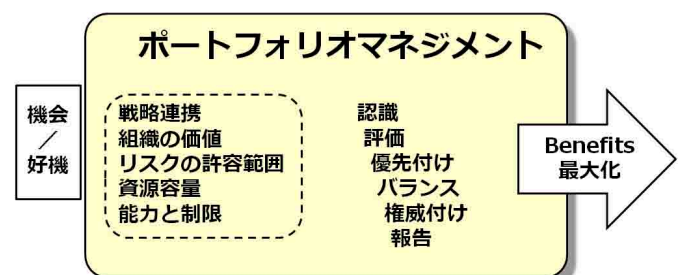 ポートフォリオマネジメント
機会
／
好機
戦略連携
組織の価値
リスクの許容範囲
資源容量
能力と制限
認識
評価
優先付け
バランス
権威付け
報告
Benefits
最大化